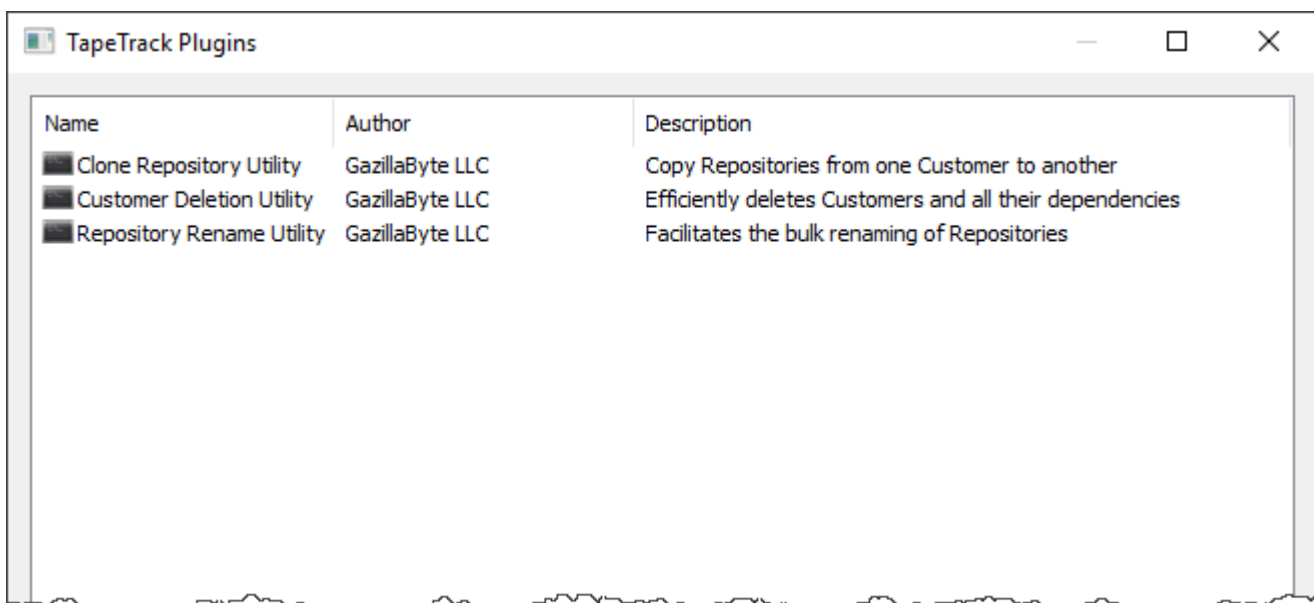 TapeTrack Plugins
Name Author Description
Clone Repository Utility GazillaByte LLC Copy Repositories from one Customer to another
Customer Deletion Utility GazillaByte LLC Efficiently deletes Customers and all their dependencies
Repository Rename Utility GazillaByte LLC Facilitates the bulk renaming of Repositories